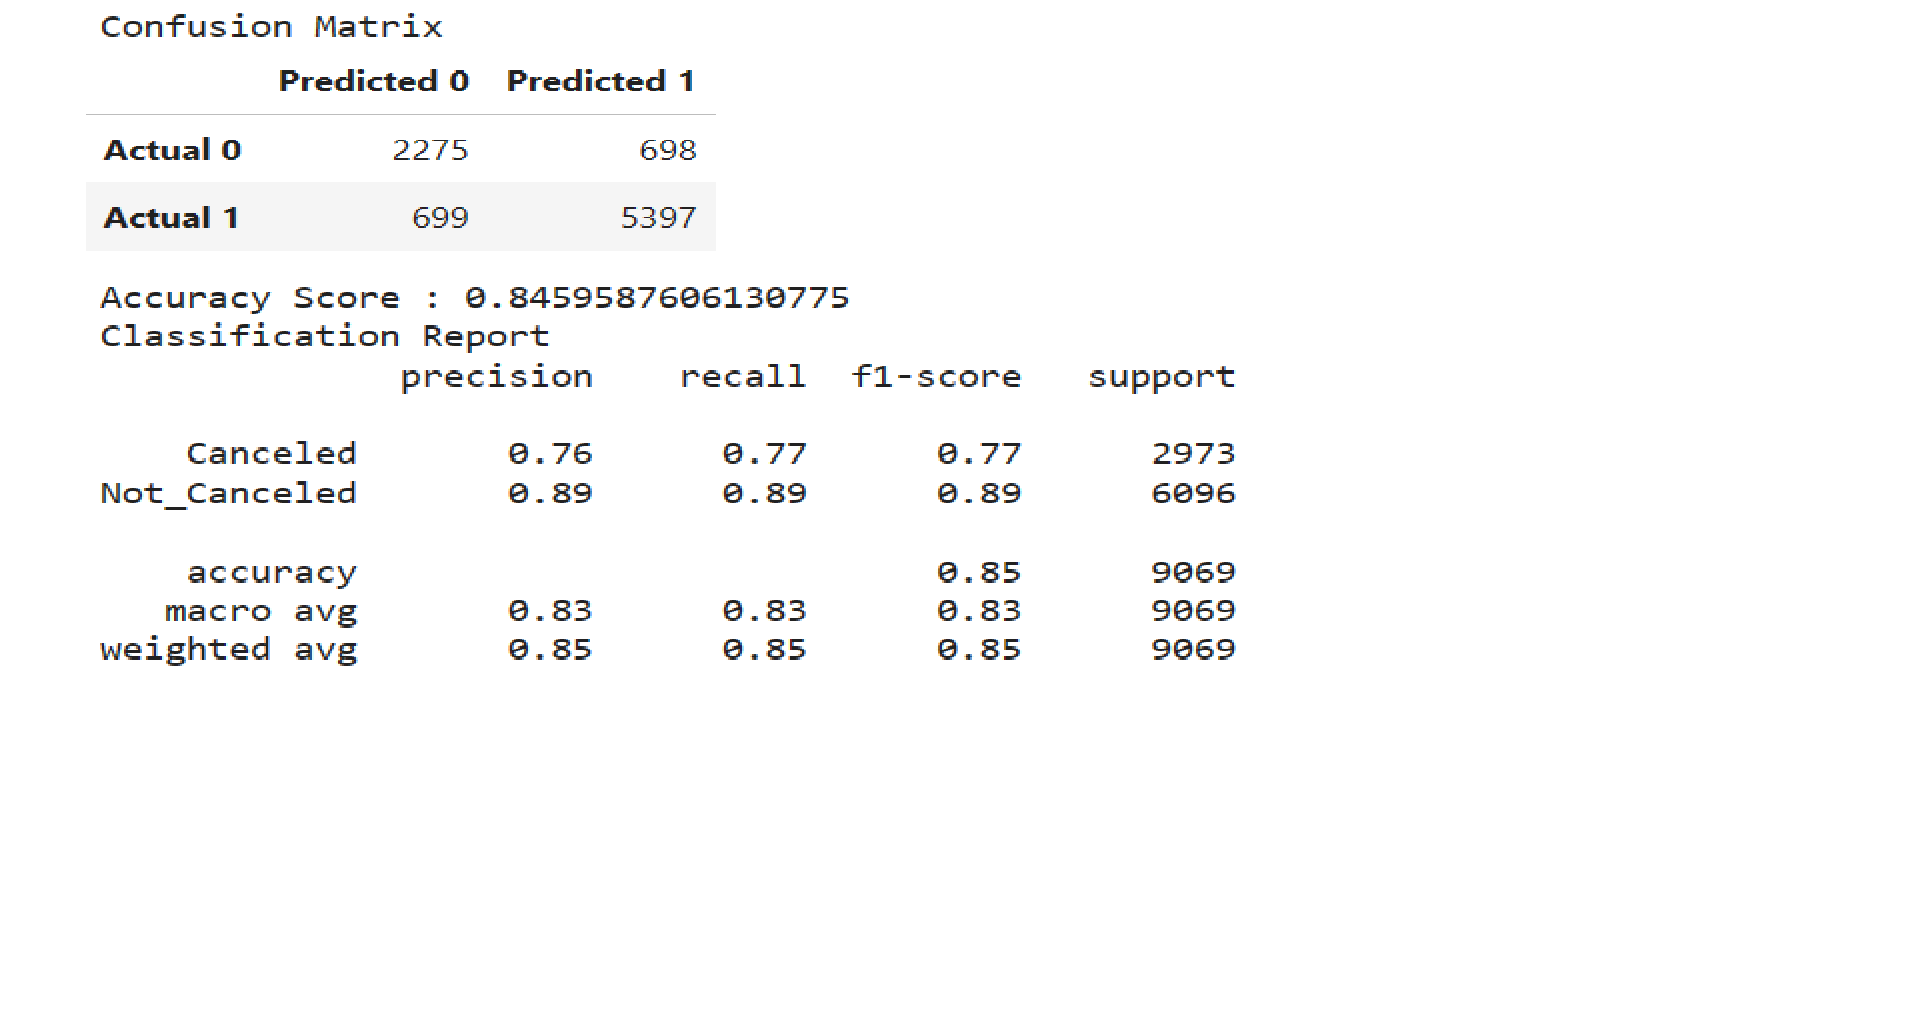 Confusion Matrix
Predicted 0 Predicted 1
Actual 0 2275 698
Actual 1 699 5397
Accuracy Score : 0.8459587606130775
Classification Report
precision recall f1-score support
Canceled 0.76 0.77 0.77 2973
Not_Canceled 0.89 0.89 0.89 6096
accuracy 0.85 9069
macro avg 0.83 0.83 0.83 9069
weighted avg 0.85 0.85 0.85 9069